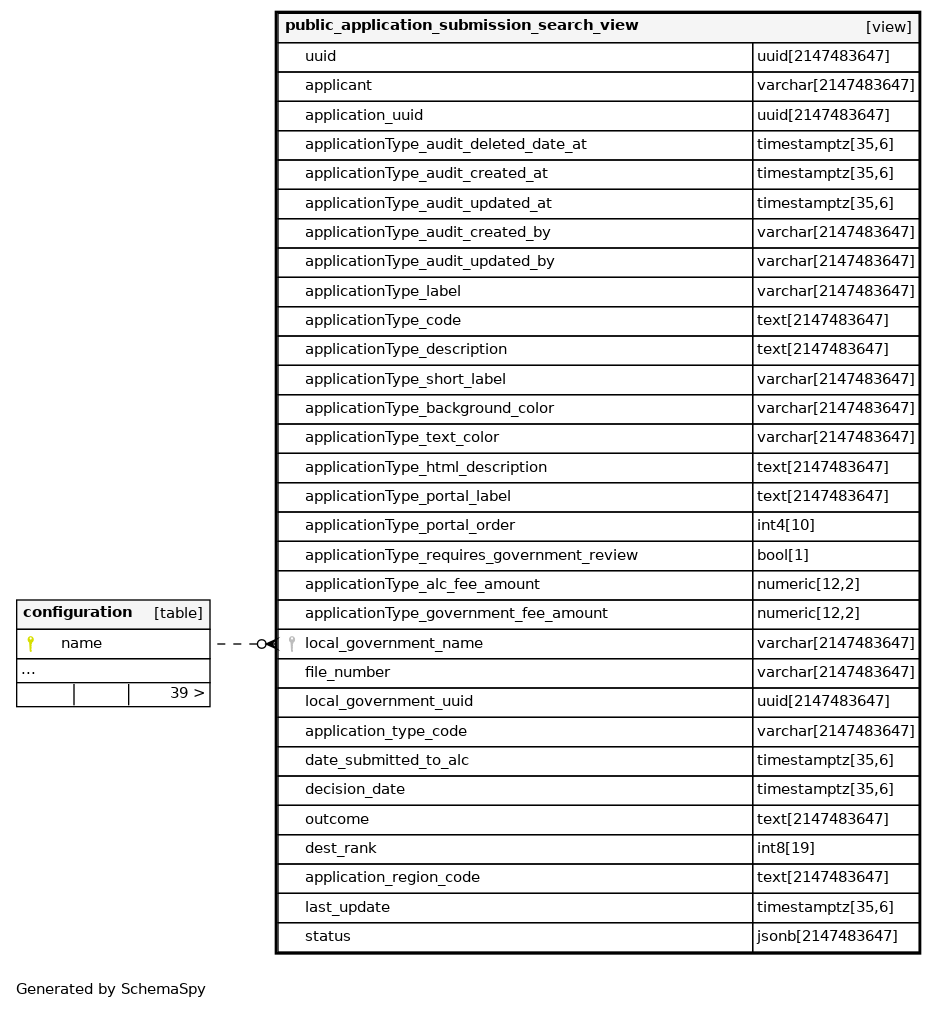 public_application_submission_search_view [view]
uuid uuid[2147483647]
applicant varchar[2147483647]
application_uuid uuid[2147483647]
applicationType_audit_deleted_date_at timestamptz[35,6]
applicationType_audit_created_at timestamptz[35,6]
applicationType_audit_updated_at timestamptz[35,6]
applicationType_audit_created_by varchar[2147483647]
applicationType_audit_updated_by varchar[2147483647]
applicationType_label varchar[2147483647]
applicationType_code text[2147483647]
applicationType_description text[2147483647]
applicationType_short_label varchar[2147483647]
applicationType_background_color varchar[2147483647]
applicationType_text_color varchar[2147483647]
applicationType_html_description text[2147483647]
applicationType_portal_label text[2147483647]
applicationType_portal_order int4[10]
applicationType_requires_government_review bool[1]
applicationType_alc_fee_amount numeric[12,2]
applicationType_government_fee_amount numeric[12,2]
local_government_name varchar[2147483647]
file_number varchar[2147483647]
local_government_uuid uuid[2147483647]
application_type_code varchar[2147483647]
date_submitted_to_alc timestamptz[35,6]
decision_date timestamptz[35,6]
outcome text[2147483647]
dest_rank int8[19]
application_region_code text[2147483647]
last_update timestamptz[35,6]
status jsonb[2147483647]
configuration [table]
name
...
39 >
Generated by SchemaSpy